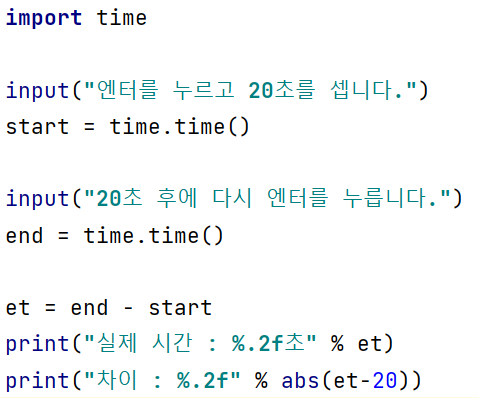 import time
input("엔터를 누르고 20초를 셉니다.")
start = time.time()
input("20초 후에 다시 엔터를 누릅니다.")
end = time.time()
et = end - start
print("실제 시간 : %.2f초" % et)
print("차이 : %.2f" % abs(et-20))